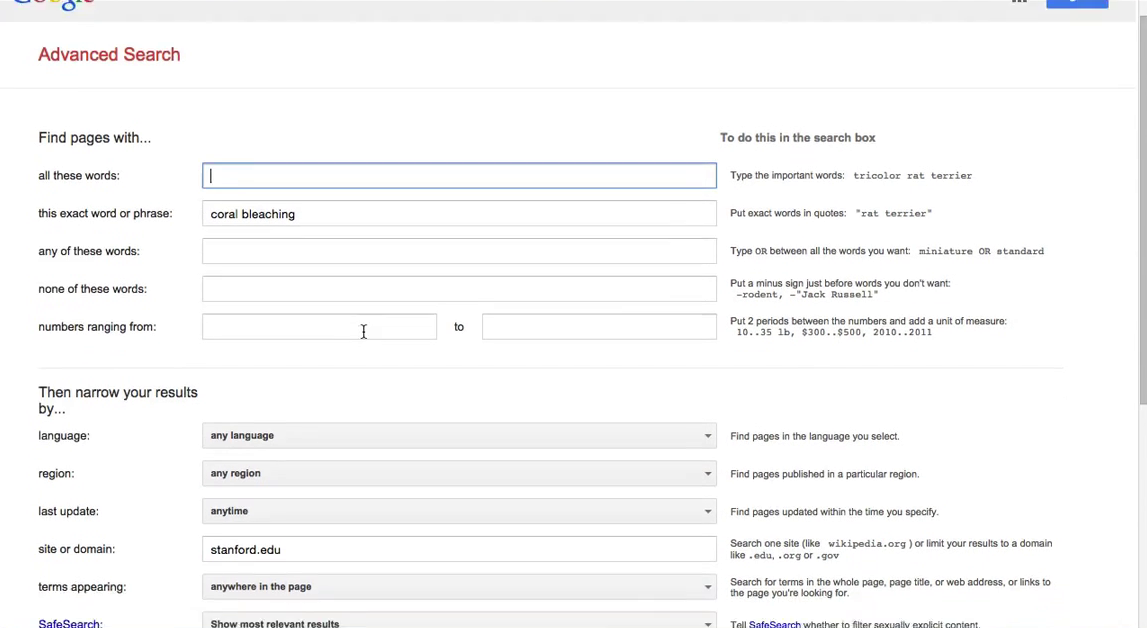 Google
Advanced Search
Find pages with... To do this in the search box
all these words: Type the important words: tricolor rat terrier
this exact word or phrase: coral bleaching Put exact words in quotes: "rat terrier"
any of these words: Type OR between all the words you want: miniature OR standard
none of these words: Put a minus sign just before words you don't want:
-rodent, -"Jack Russell"
numbers ranging from: to Put 2 periods between the numbers and add a unit of measure:
10..35 lb, $300..$500, 2010..2011
Then narrow your results
by...
language: any language Find pages in the language you select.
region: any region Find pages published in a particular region.
last update: anytime Find pages updated within the time you specify.
site or domain: stanford.edu Search one site (like wikipedia.org ) or limit your results to a domain
like .edu, .org or .gov
terms appearing: anywhere in the page Search for terms in the whole page, page title, or web address, or links to
the page you're looking for.
SafeSearch: Show most relevant results Tell SafeSearch whether to filter sexually explicit content.